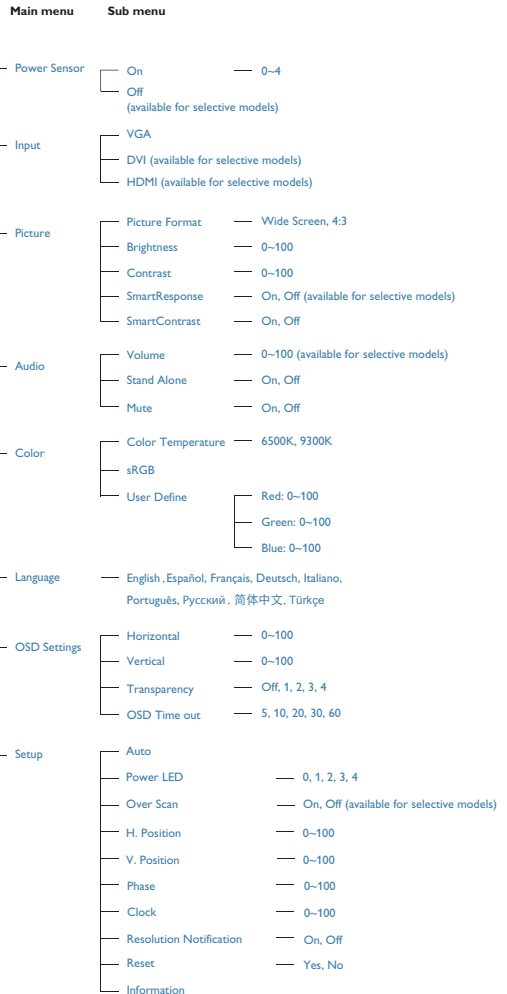 Main menu Sub menu
Power Sensor On 0~4
Off
(available for selective models)
Input VGA
DVI (available for selective models)
HDMI (available for selective models)
Picture Picture Format Wide Screen, 4:3
Brightness 0~100
Contrast 0~100
SmartResponse On, Off (available for selective models)
SmartContrast On, Off
Audio Volume 0~100 (available for selective models)
Stand Alone On, Off
Mute On, Off
Color Color Temperature 6500K, 9300K
sRGB
User Define Red: 0~100
Green: 0~100
Blue: 0~100
Language English , Español, Français, Deutsch, Italiano,
Português, Русский , 简体中文, Türkçe
OSD Settings Horizontal 0~100
Vertical 0~100
Transparency Off, 1, 2, 3, 4
OSD Time out 5, 10, 20, 30, 60
Setup Auto
Power LED 0, 1, 2, 3, 4
Over Scan On, Off (available for selective models)
H. Position 0~100
V. Position 0~100
Phase 0~100
Clock 0~100
Resolution Notification On, Off
Reset Yes, No
Information